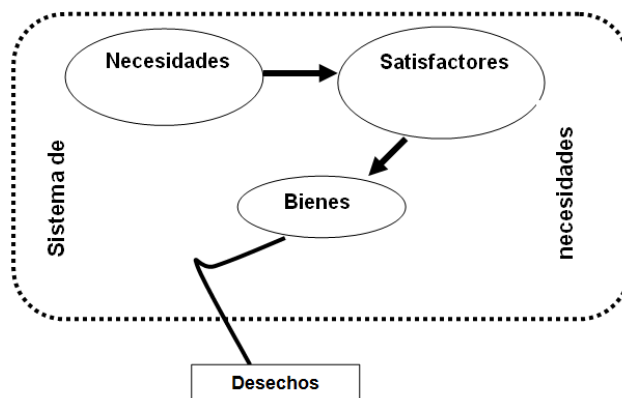 Necesidades
Satisfactores
Sistema de
necesidades
Bienes
Desechos